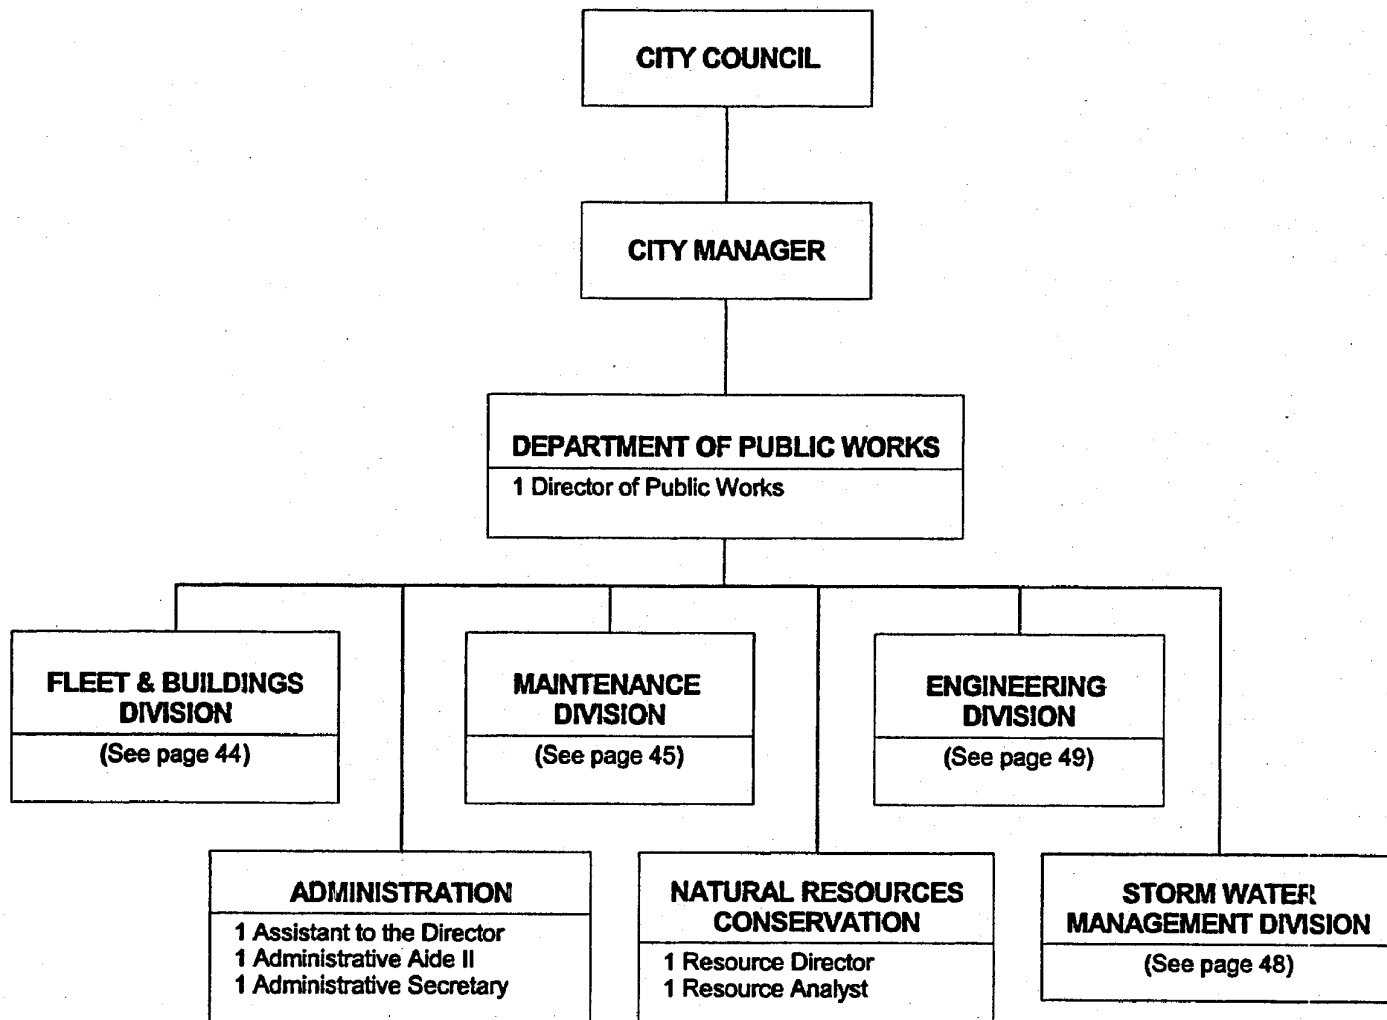 CITY COUNCIL
CITY MANAGER
DEPARTMENT OF PUBLIC WORKS
1 Director of Public Works
FLEET & BUILDINGS
DIVISION
(See page 44)
MAINTENANCE
DIVISION
(See page 45)
ENGINEERING
DIVISION
(See page 49)
ADMINISTRATION
1 Assistant to the Director
1 Administrative Aide II
1 Administrative Secretary
NATURAL RESOURCES
CONSERVATION
1 Resource Director
1 Resource Analyst
STORM WATER
MANAGEMENT DIVISION
(See page 48)